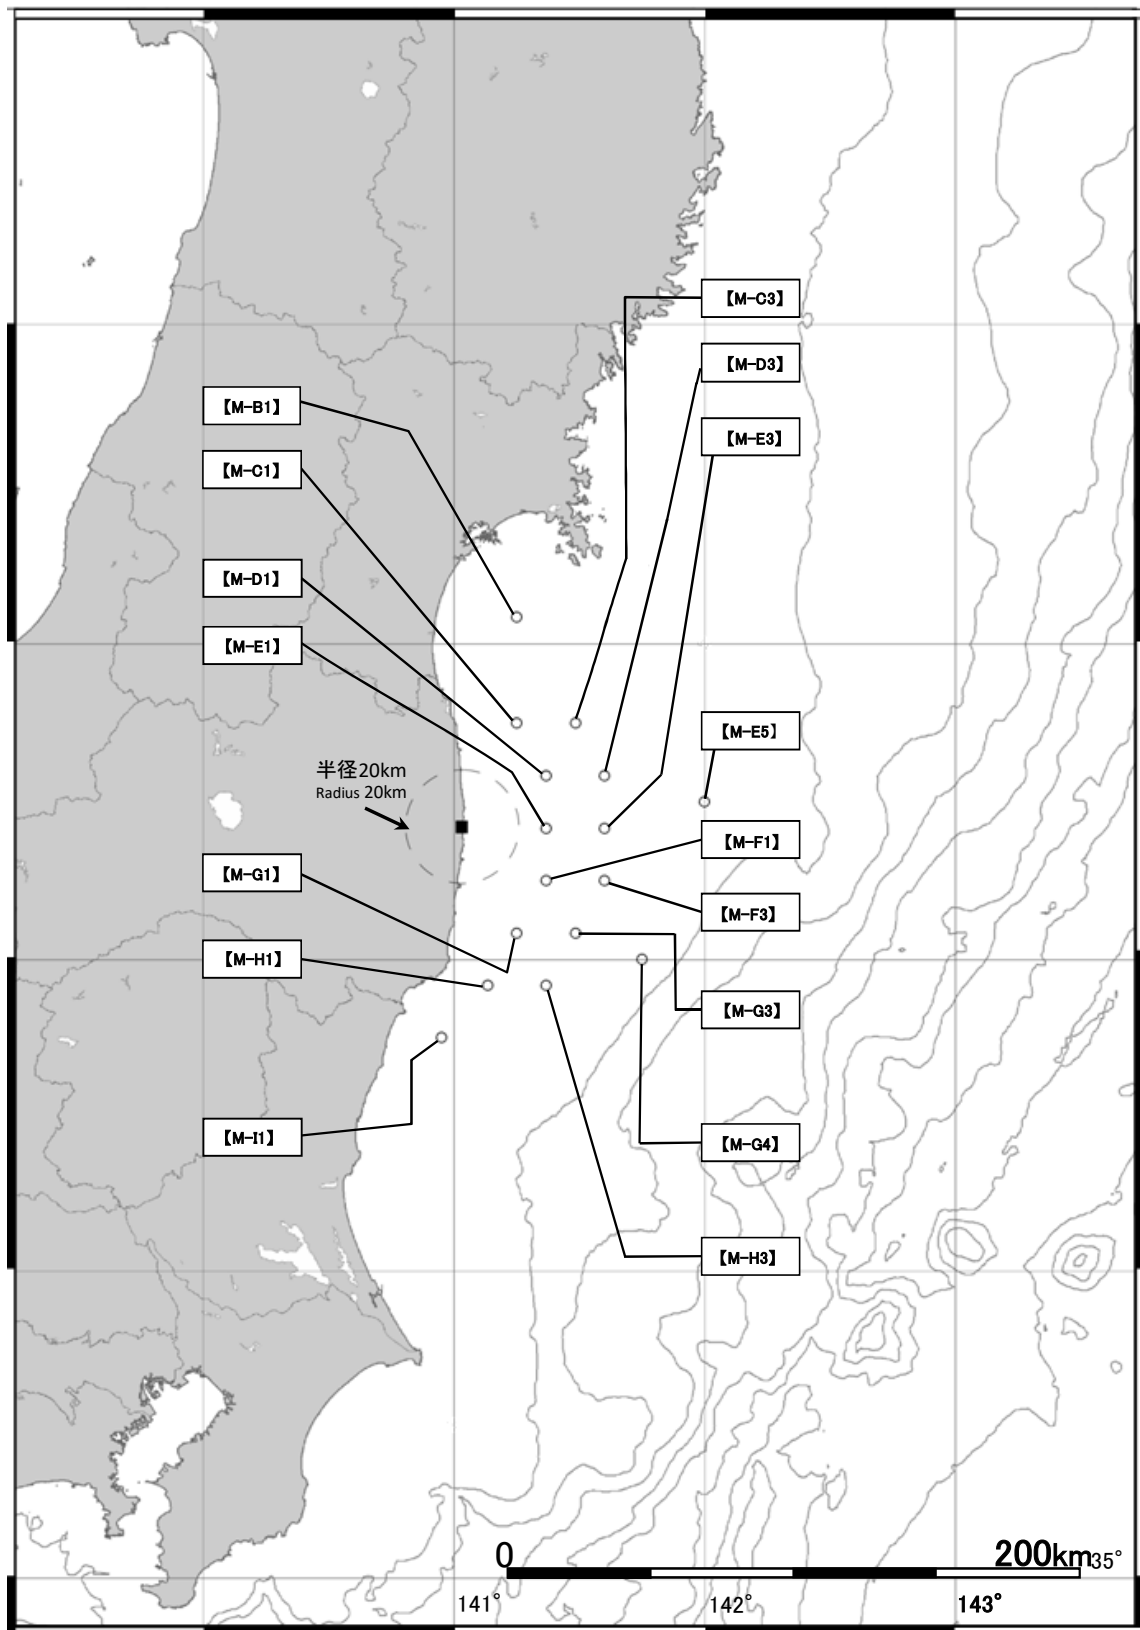 【M-C3】
【M-D3】
【M-B1】
【M-E3】
【M-C1】
【M-D1】
【M-E1】
【M-E5】
半径20km
Radius 20km
【M-F1】
【M-G1】
【M-F3】
【M-H1】
【M-G3】
【M-I1】
【M-G4】
【M-H3】
0 200km 35°
141° 142° 143°